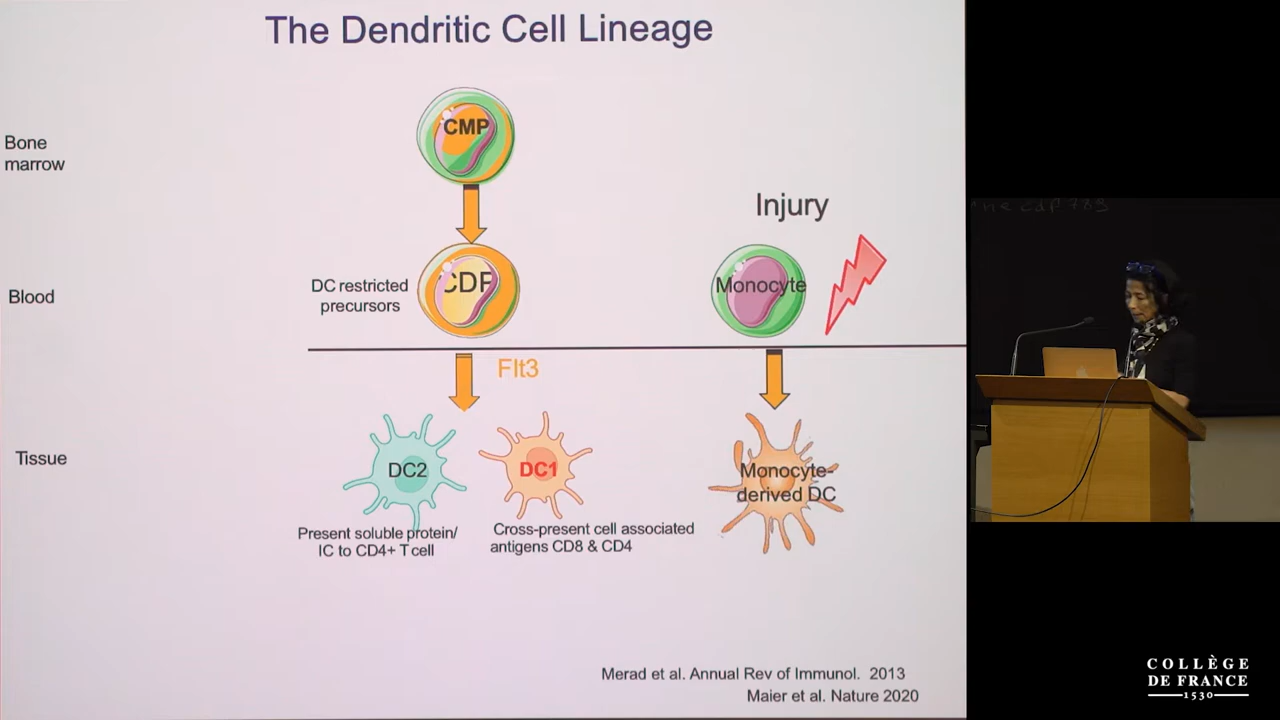 The Dendritic Cell Lineage
Bone
marrow
CMP
Injury
Blood
DC restricted
precursors
CDP
Monocyte
Flt3
Tissue
DC2
DC1
Monocyte-
derived DC
Present soluble protein/
IC to CD4+ T cell
Cross-present cell associated
antigens CD8 & CD4
Merad et al. Annual Rev of Immunol. 2013
Maier et al. Nature 2020
COLLÈGE
DE FRANCE
1530